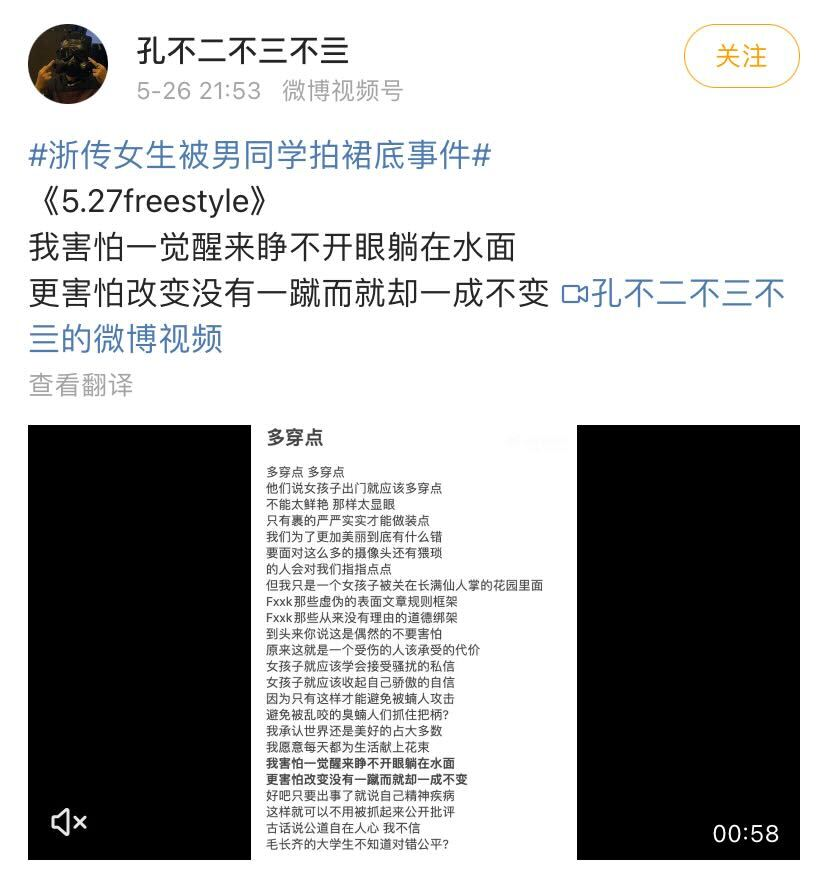 孔不二不三不亖
5-26 21:53 微博视频号
关注
#浙传女生被男同学拍裙底事件#
《5.27freestyle》
我害怕一觉醒来睁不开眼躺在水面
更害怕改变没有一蹴而就却一成不变 孔不二不三不
亖的微博视频
查看翻译
多穿点
多穿点 多穿点
他们说女孩子出门就应该多穿点
不能太鲜艳 那样太显眼
只有裹的严严实实才能做装点
我们为了更加美丽到底有什么错
要面对这么多的摄像头还有猥琐
的人会对我们指指点点
但我只是一个女孩子被关在长满仙人掌的花园里面
Fxxk那些虚伪的表面文章规则框架
Fxxk那些从来没有理由的道德绑架
到头来你说这是偶然的不要害怕
原来这就是一个受伤的人该承受的代价
女孩子就应该学会接受骚扰的私信
女孩子就应该收起自己骄傲的自信
因为只有这样才能避免被蝻人攻击
避免被乱咬的臭蝻人们抓住把柄?
我承认世界还是美好的占大多数
我愿意每天都为生活献上花束
我害怕一觉醒来睁不开眼躺在水面
更害怕改变没有一蹴而就却一成不变
好吧只要出事了就说自己精神疾病
这样就可以不用被抓起来公开批评
古话说公道自在人心 我不信
毛长齐的大学生不知道对错公平?
00:58